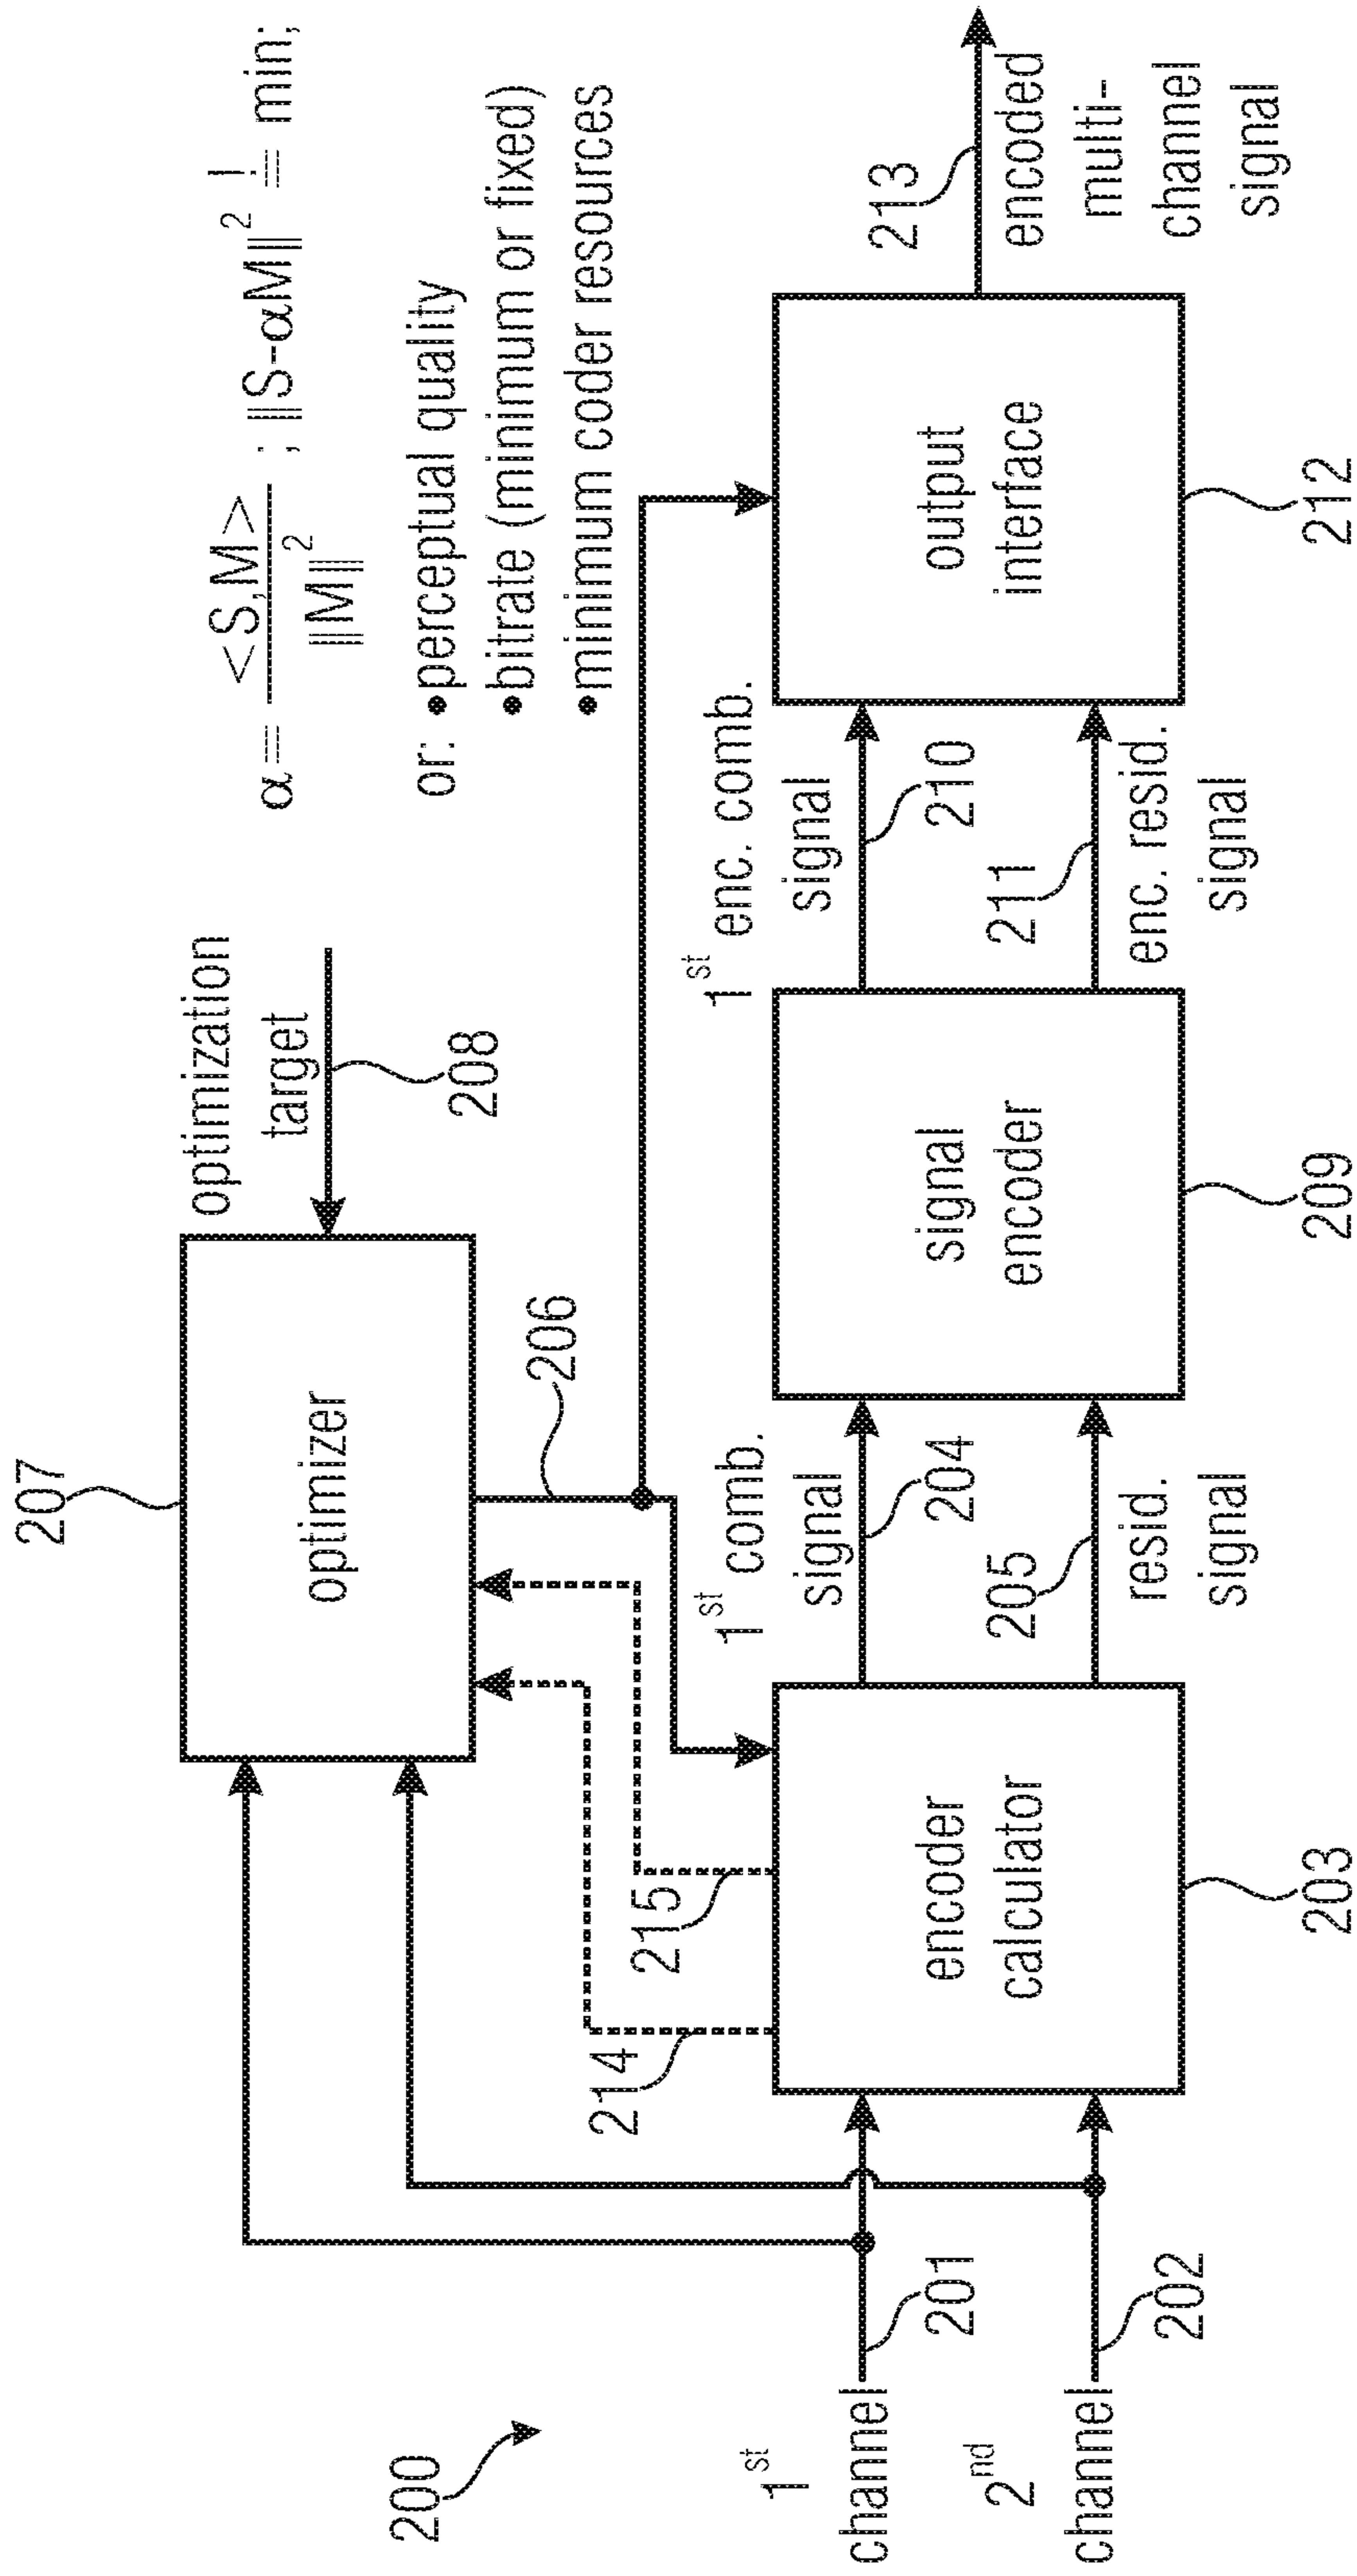 200
1st
channel
201
2nd
channel
202
207
optimizer
optimization
target
208
α = <S,M> / ||M||² ; ||S-αM||² =! min;
or: •perceptual quality
•bitrate (minimum or fixed)
•minimum coder resources
206
214
215
encoder
calculator
203
1st comb.
signal
204
205
resid.
signal
signal
encoder
209
1st enc. comb.
signal
210
211
enc. resid.
signal
output
interface
212
213
encoded
multi-
channel
signal